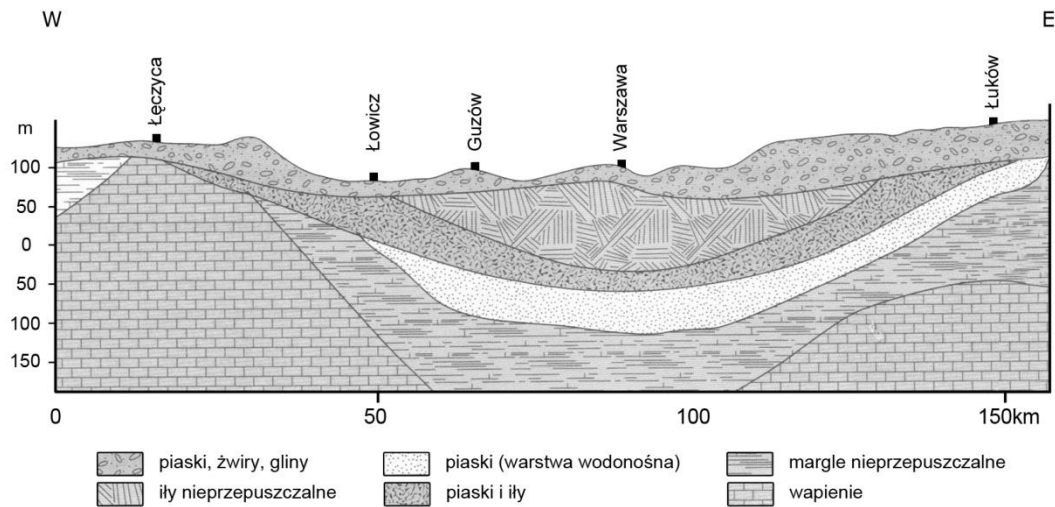 W E
Łęczyca
Łowicz
Guzów
Warszawa
Łuków
m
100
50
0
50
100
150
0 50 100 150km
piaski, żwiry, gliny piaski (warstwa wodonośna) margle nieprzepuszczalne
iły nieprzepuszczalne piaski i iły wapienie